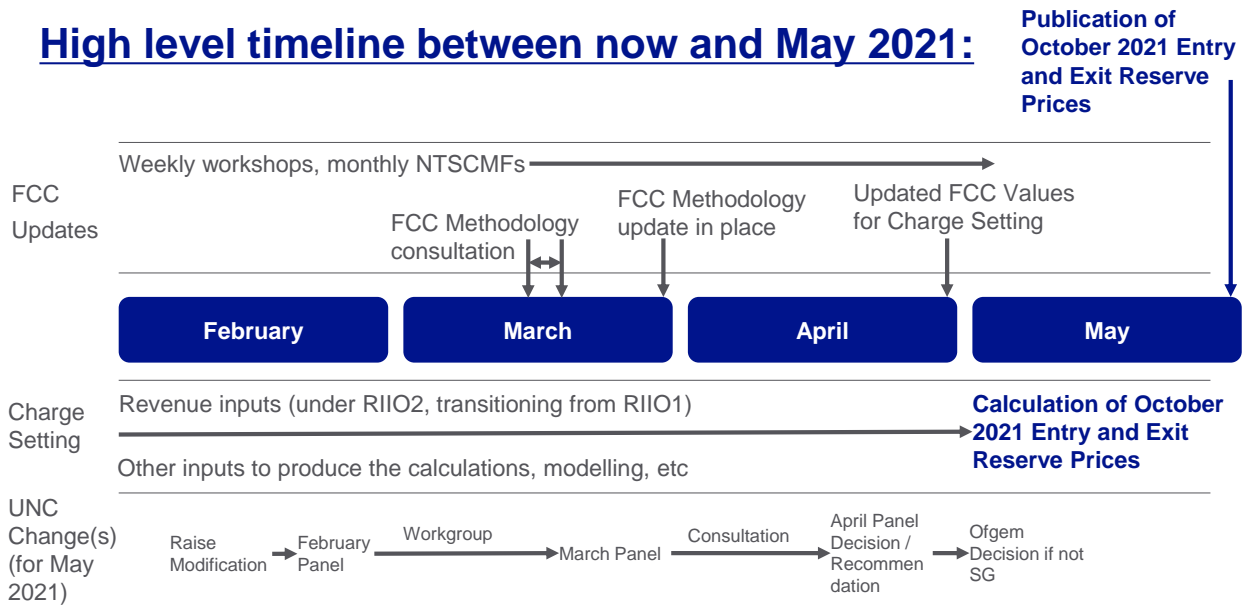 High level timeline between now and May 2021:
Publication of
October 2021 Entry
and Exit Reserve
Prices
FCC
Updates
Weekly workshops, monthly NTSCMFs
FCC Methodology
consultation
FCC Methodology
update in place
Updated FCC Values
for Charge Setting
February
March
April
May
Charge
Setting
Revenue inputs (under RIIO2, transitioning from RIIO1)
Other inputs to produce the calculations, modelling, etc
Calculation of October
2021 Entry and Exit
Reserve Prices
UNC
Change(s)
(for May
2021)
Raise
Modification
February
Panel
Workgroup
March Panel
Consultation
April Panel
Decision /
Recommen
dation
Ofgem
Decision if not
SG